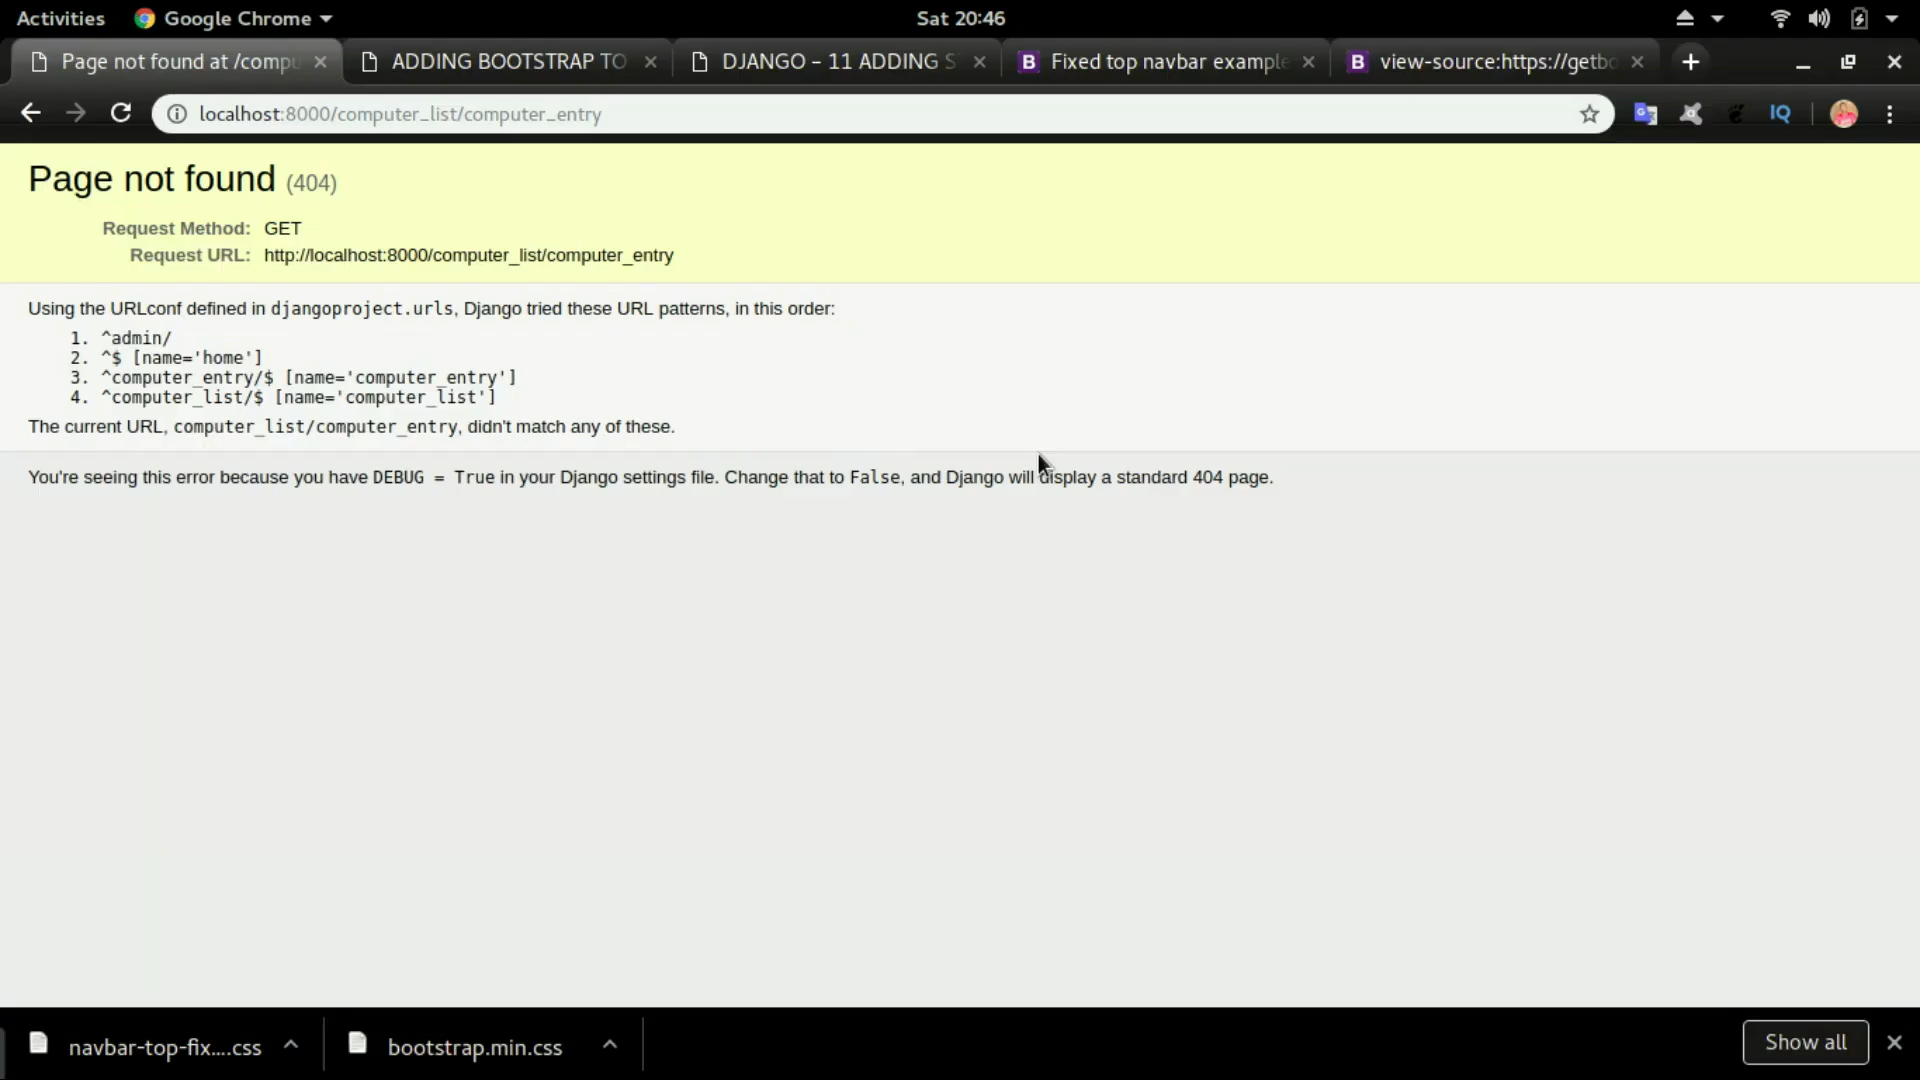 Activities Google Chrome Sat 20:46
Page not found at /compu ADDING BOOTSTRAP TO DJANGO – 11 ADDING S B Fixed top navbar example B view-source:https://getbo
localhost:8000/computer_list/computer_entry IQ
Page not found (404)
Request Method: GET
Request URL: http://localhost:8000/computer_list/computer_entry
Using the URLconf defined in djangoproject.urls, Django tried these URL patterns, in this order:
1. ^admin/
2. ^$ [name='home']
3. ^computer_entry/$ [name='computer_entry']
4. ^computer_list/$ [name='computer_list']
The current URL, computer_list/computer_entry, didn't match any of these.
You're seeing this error because you have DEBUG = True in your Django settings file. Change that to False, and Django will display a standard 404 page.
navbar-top-fix....css bootstrap.min.css Show all